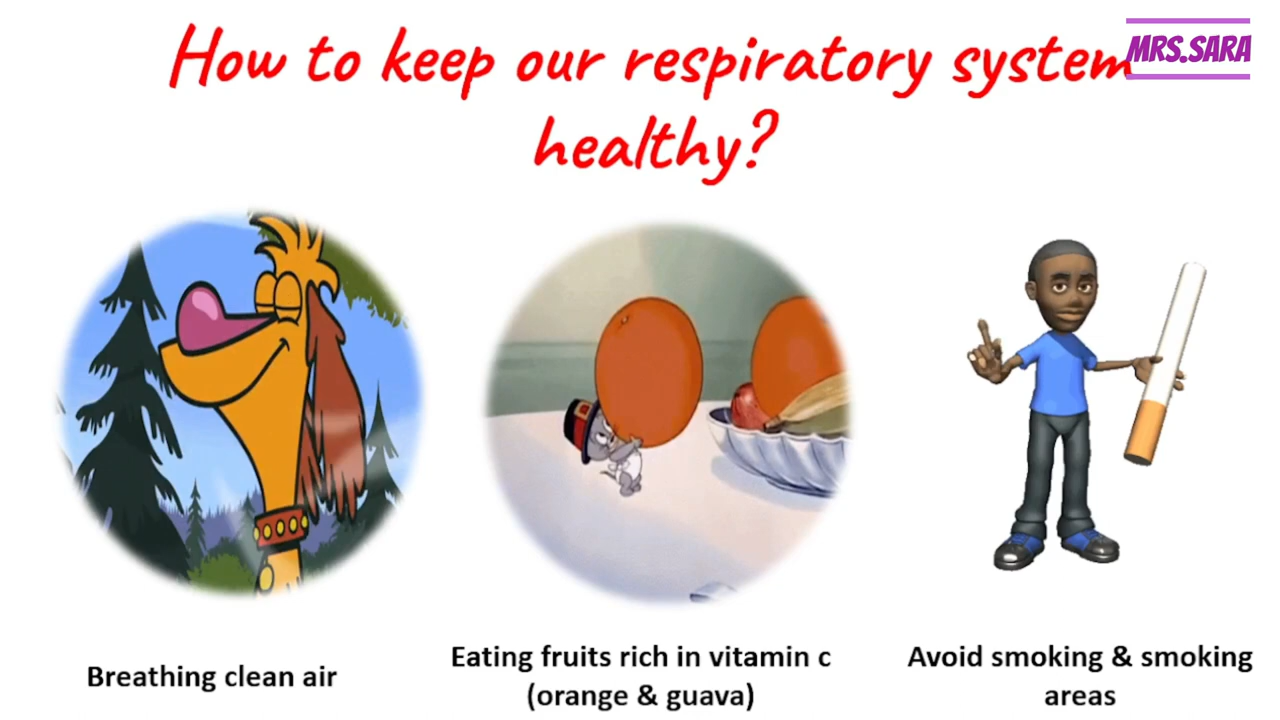 How to keep our respiratory system
MRS.SARA
healthy?
Breathing clean air
Eating fruits rich in vitamin c
(orange & guava)
Avoid smoking & smoking
areas